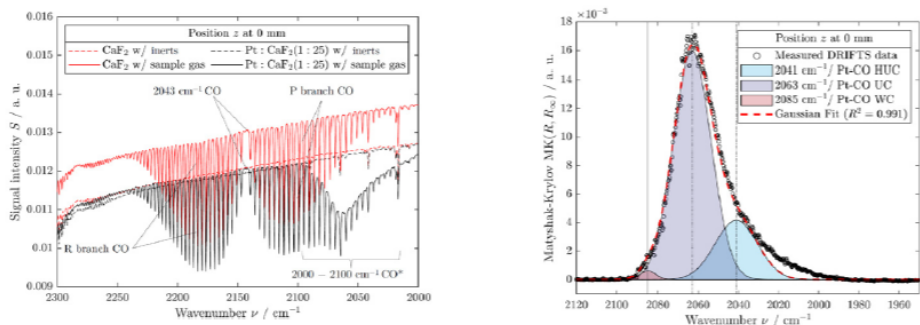 Position z at 0 mm
CaF₂ w/ inerts
Pt : CaF₂(1 : 25) w/ inerts
CaF₂ w/ sample gas
Pt : CaF₂(1 : 25) w/ sample gas
2043 cm⁻¹ CO
P branch CO
R branch CO
2000 − 2100 cm⁻¹ CO*
Signal intensity S / a. u.
0.016
0.015
0.014
0.013
0.012
0.011
0.01
0.009
2300
2250
2200
2150
2100
2050
2000
Wavenumber ν / cm⁻¹
18 ×10⁻³
Position z at 0 mm
Measured DRIFTS data
2041 cm⁻¹/ Pt-CO HUC
2063 cm⁻¹/ Pt-CO UC
2085 cm⁻¹/ Pt-CO WC
Gaussian Fit (R² = 0.991)
Matyshak-Krylov MK(R, R∞) / a. u.
16
14
12
10
8
6
4
2
0
2120
2100
2080
2060
2040
2020
2000
1980
1960
Wavenumber ν / cm⁻¹